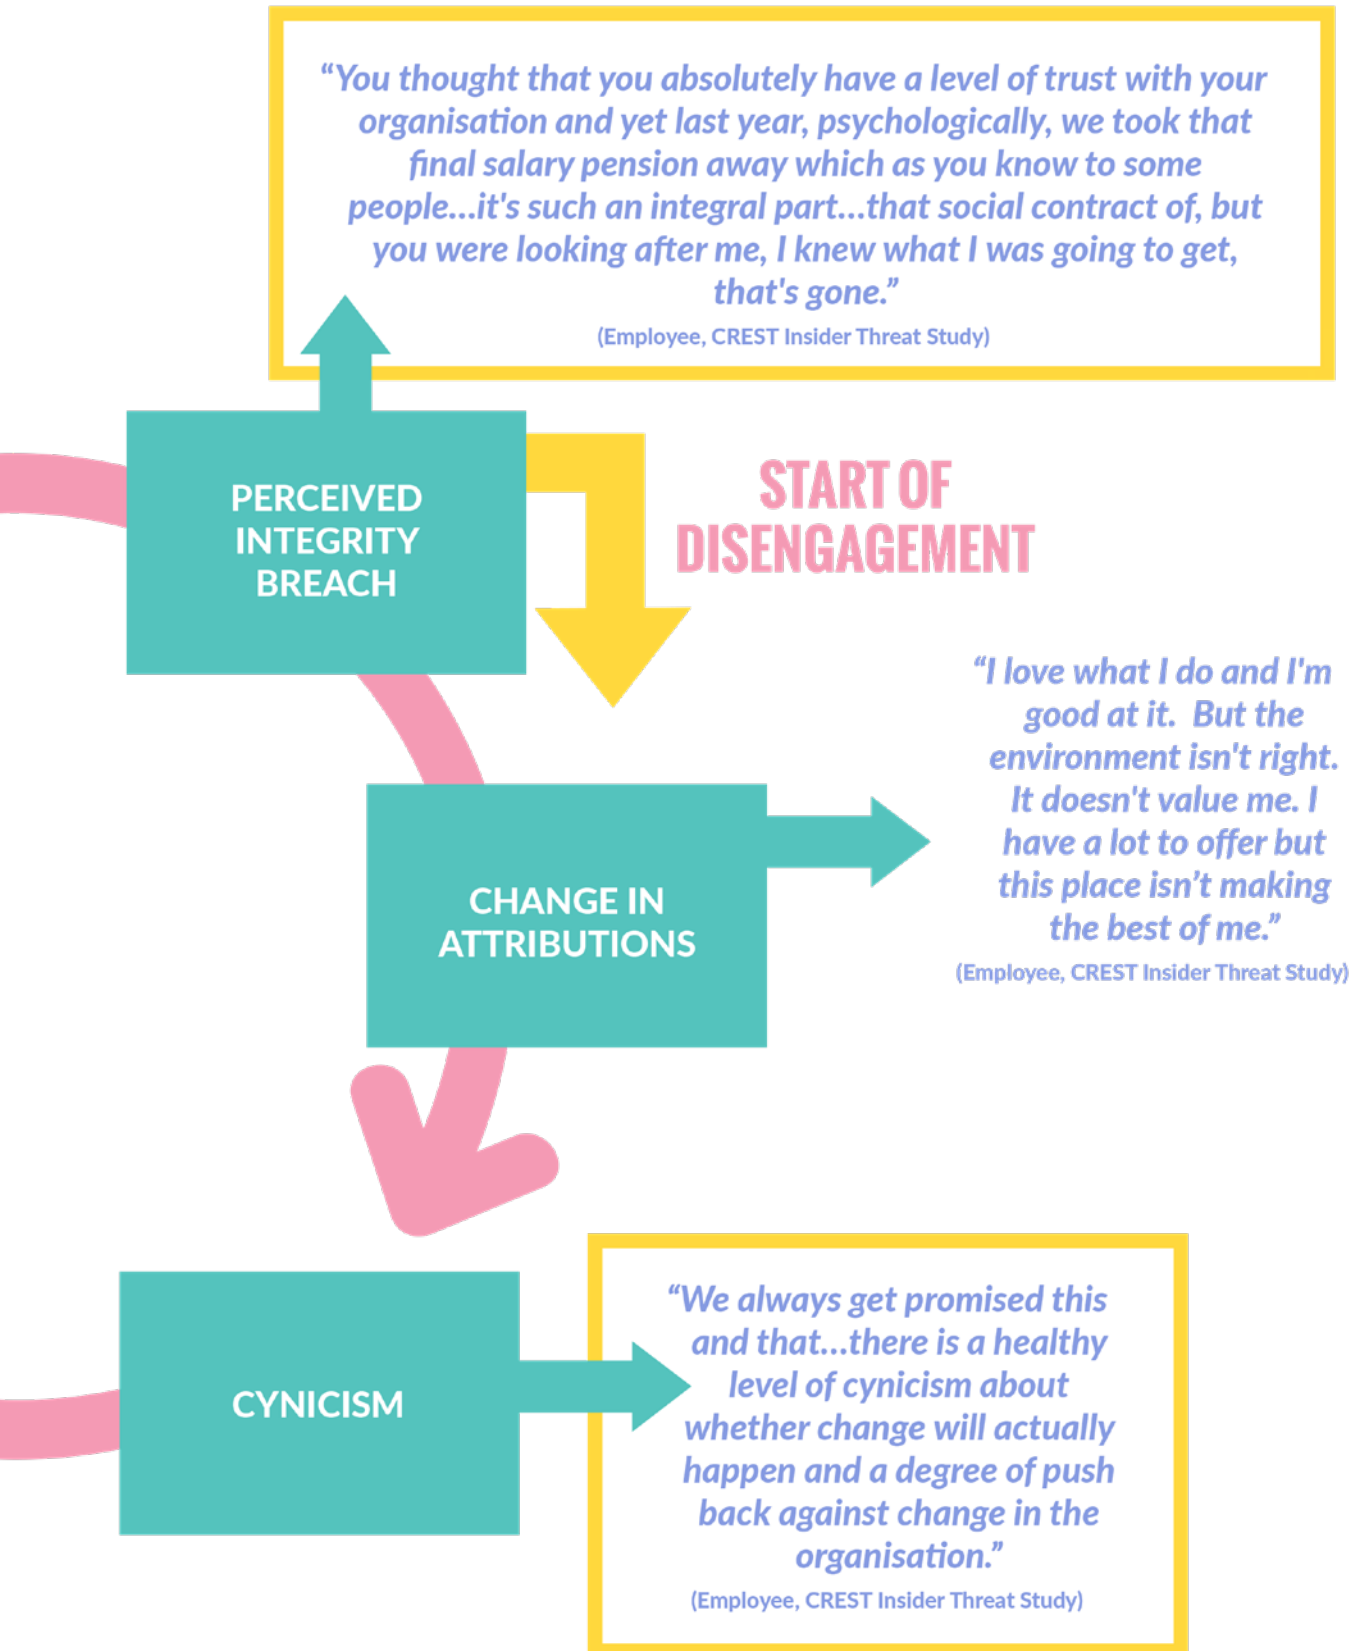 “You thought that you absolutely have a level of trust with your
organisation and yet last year, psychologically, we took that
final salary pension away which as you know to some
people...it's such an integral part...that social contract of, but
you were looking after me, I knew what I was going to get,
that's gone.”
(Employee, CREST Insider Threat Study)
PERCEIVED
INTEGRITY
BREACH
START OF
DISENGAGEMENT
“I love what I do and I'm
good at it.  But the
environment isn't right.
It doesn't value me. I
have a lot to offer but
this place isn’t making
the best of me.”
(Employee, CREST Insider Threat Study)
CHANGE IN
ATTRIBUTIONS
CYNICISM
“We always get promised this
and that...there is a healthy
level of cynicism about
whether change will actually
happen and a degree of push
back against change in the
organisation.”
(Employee, CREST Insider Threat Study)